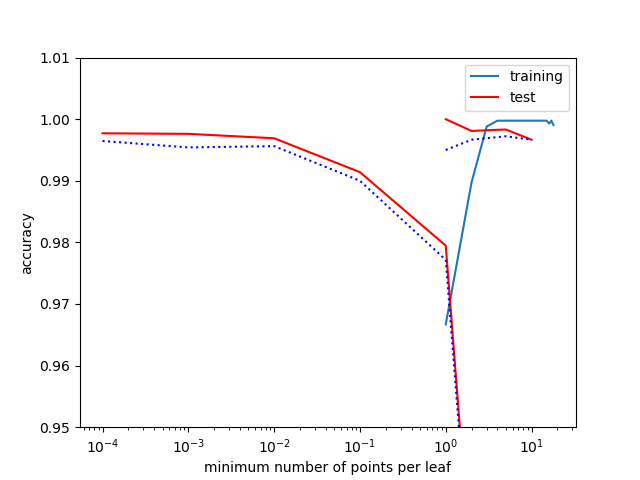 1.01
1.00
0.99
0.98
0.97
0.96
0.95
accuracy
training
test
10⁻⁴ 10⁻³ 10⁻² 10⁻¹ 10⁰ 10¹
minimum number of points per leaf